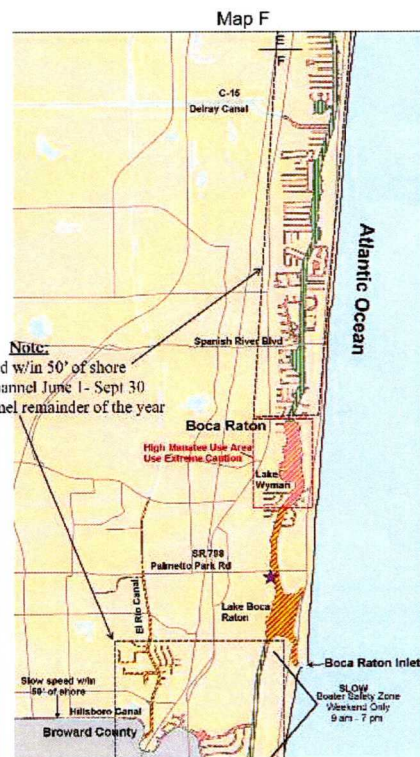 Map F
C-15
Delray Canal
Atlantic Ocean
Note:
d w/in 50' of shore
annel June 1- Sept 30
nel remainder of the year
Spanish River Blvd
Boca Raton
High Manatee Use Area
Use Extreme Caution
Lake
Wyman
SR 798
Palmetto Park Rd
El Rio Canal
Lake Boca
Raton
Boca Raton Inlet
Slow speed w/in
50' of shore
SLOW
Boater Safety Zone
Weekend Only
9 am - 7 pm
Hillsboro Canal
Broward County